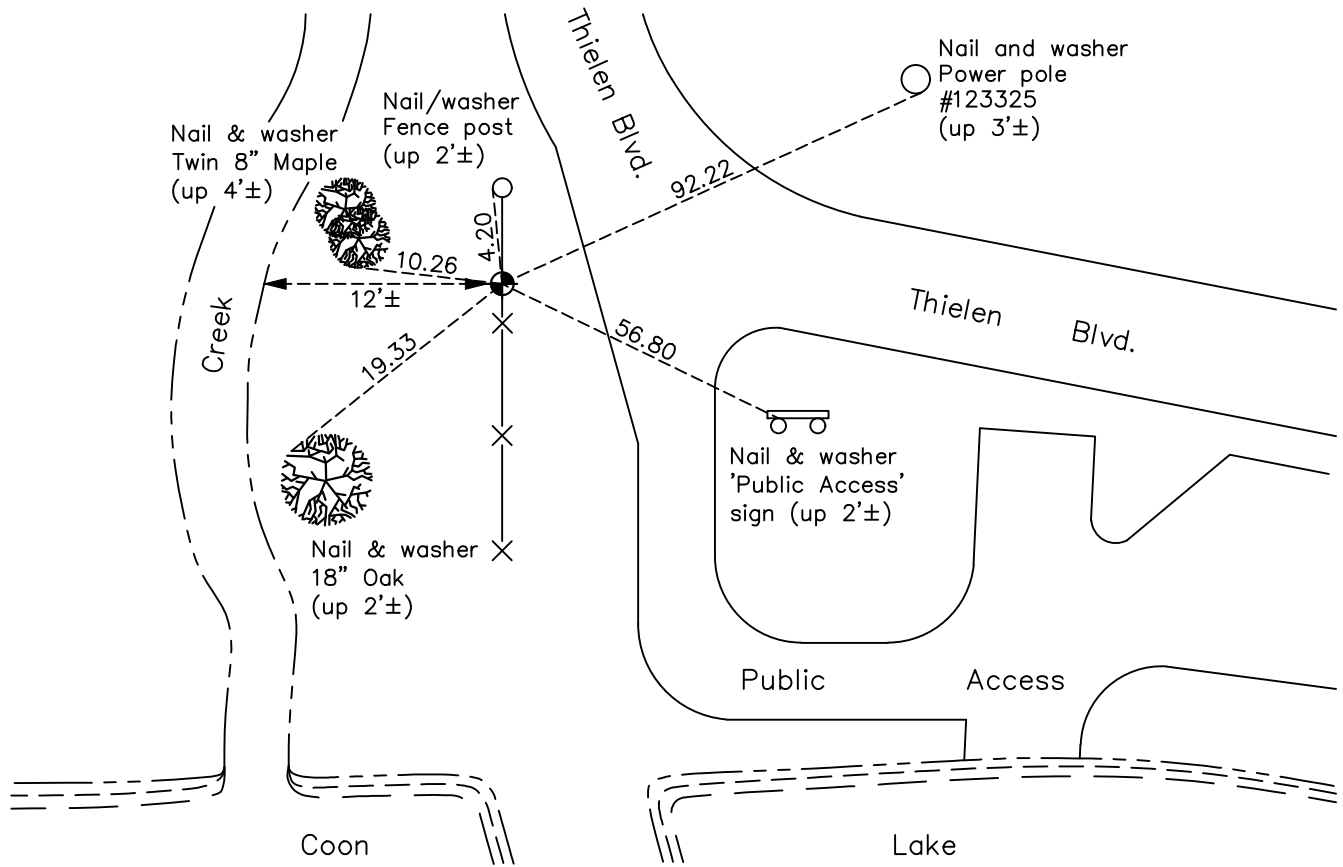 Thielen Blvd.
Nail and washer
Power pole
#123325
(up 3'±)
Nail/washer
Fence post
(up 2'±)
Nail & washer
Twin 8" Maple
(up 4'±)
92.22
4.20
10.26
12'±
Creek
19.33
56.80
Thielen Blvd.
Nail & washer
'Public Access'
sign (up 2'±)
Nail & washer
18" Oak
(up 2'±)
Public Access
Coon Lake